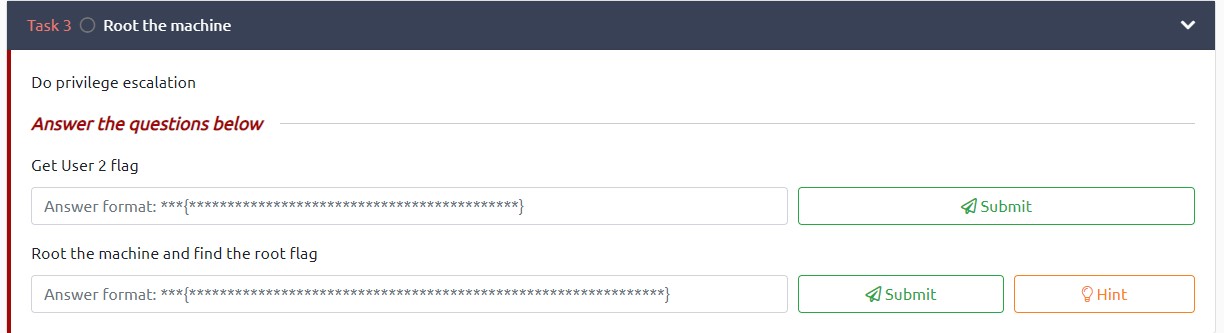 Task 3 Root the machine
Do privilege escalation
Answer the questions below
Get User 2 flag
Answer format: ***{*******************************************} Submit
Root the machine and find the root flag
Answer format: ***{**************************************************************} Submit Hint